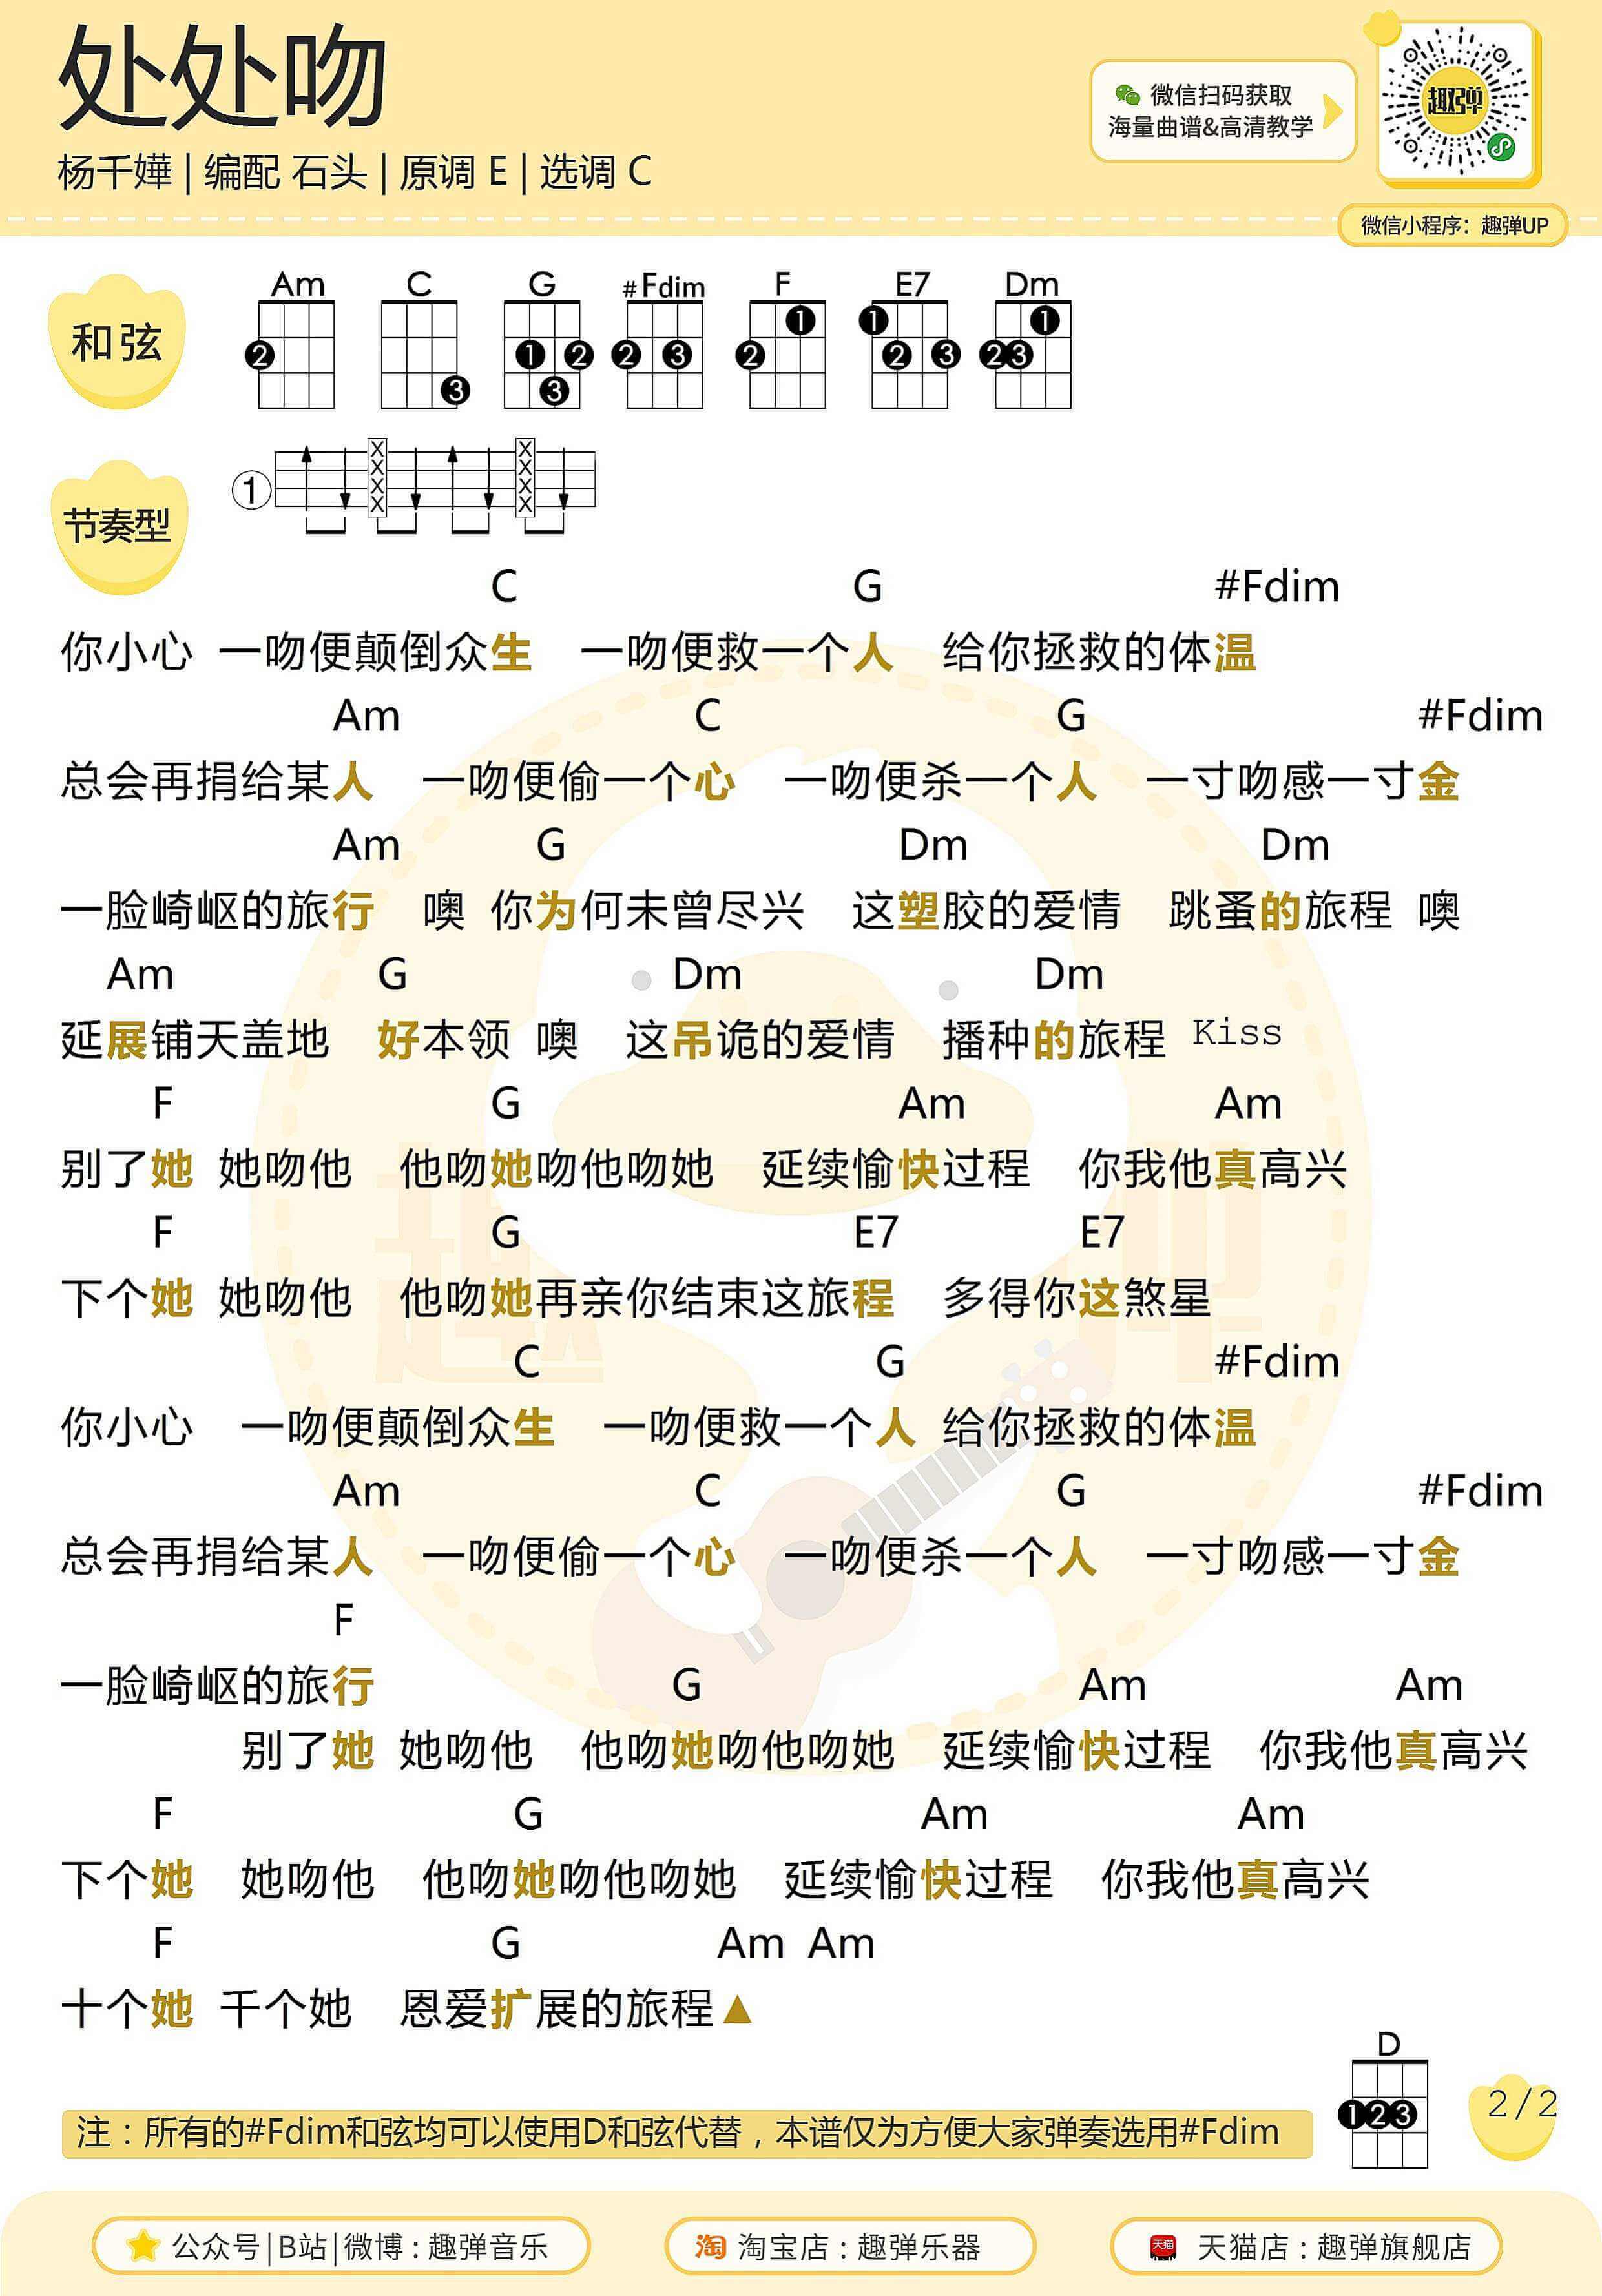 处处吻
杨千嬅 | 编配 石头 | 原调 E | 选调 C
微信扫码获取
海量曲谱&高清教学
趣弹
微信小程序：趣弹UP
和弦
Am C G #Fdim F E7 Dm
2 3 1 2 3 2 3 1 2 1 2 3 1 2 3
节奏型
① X X X X X X X X
C G #Fdim
你小心 一吻便颠倒众生 一吻便救一个人 给你拯救的体温
Am C G #Fdim
总会再捐给某人 一吻便偷一个心 一吻便杀一个人 一寸吻感一寸金
Am G Dm Dm
一脸崎岖的旅行 噢 你为何未曾尽兴 这塑胶的爱情 跳蚤的旅程 噢
Am G Dm Dm
延展铺天盖地 好本领 噢 这吊诡的爱情 播种的旅程 Kiss
F G Am Am
别了她 她吻他 他吻她吻他吻她 延续愉快过程 你我他真高兴
F G E7 E7
下个她 她吻他 他吻她再亲你结束这旅程 多得你这煞星
C G #Fdim
你小心 一吻便颠倒众生 一吻便救一个人 给你拯救的体温
Am C G #Fdim
总会再捐给某人 一吻便偷一个心 一吻便杀一个人 一寸吻感一寸金
F
一脸崎岖的旅行
G Am Am
别了她 她吻他 他吻她吻他吻她 延续愉快过程 你我他真高兴
F G Am Am
下个她 她吻他 他吻她吻他吻她 延续愉快过程 你我他真高兴
F G Am Am
十个她 千个她 恩爱扩展的旅程▲
D
1 2 3
注：所有的#Fdim和弦均可以使用D和弦代替，本谱仅为方便大家弹奏选用#Fdim
2/2
公众号|B站|微博：趣弹音乐
淘 淘宝店：趣弹乐器
天猫 天猫店：趣弹旗舰店